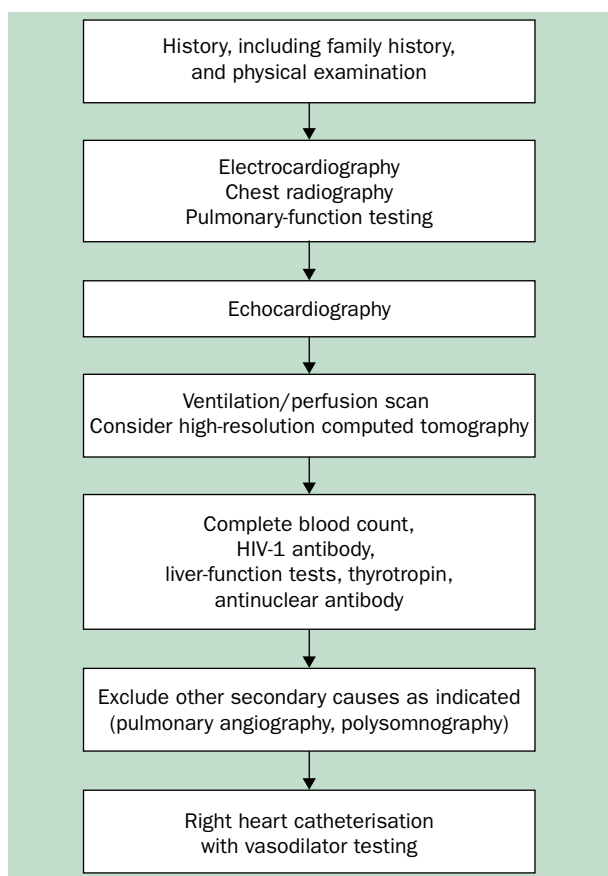 History, including family history,
and physical examination
Electrocardiography
Chest radiography
Pulmonary-function testing
Echocardiography
Ventilation/perfusion scan
Consider high-resolution computed tomography
Complete blood count,
HIV-1 antibody,
liver-function tests, thyrotropin,
antinuclear antibody
Exclude other secondary causes as indicated
(pulmonary angiography, polysomnography)
Right heart catheterisation
with vasodilator testing